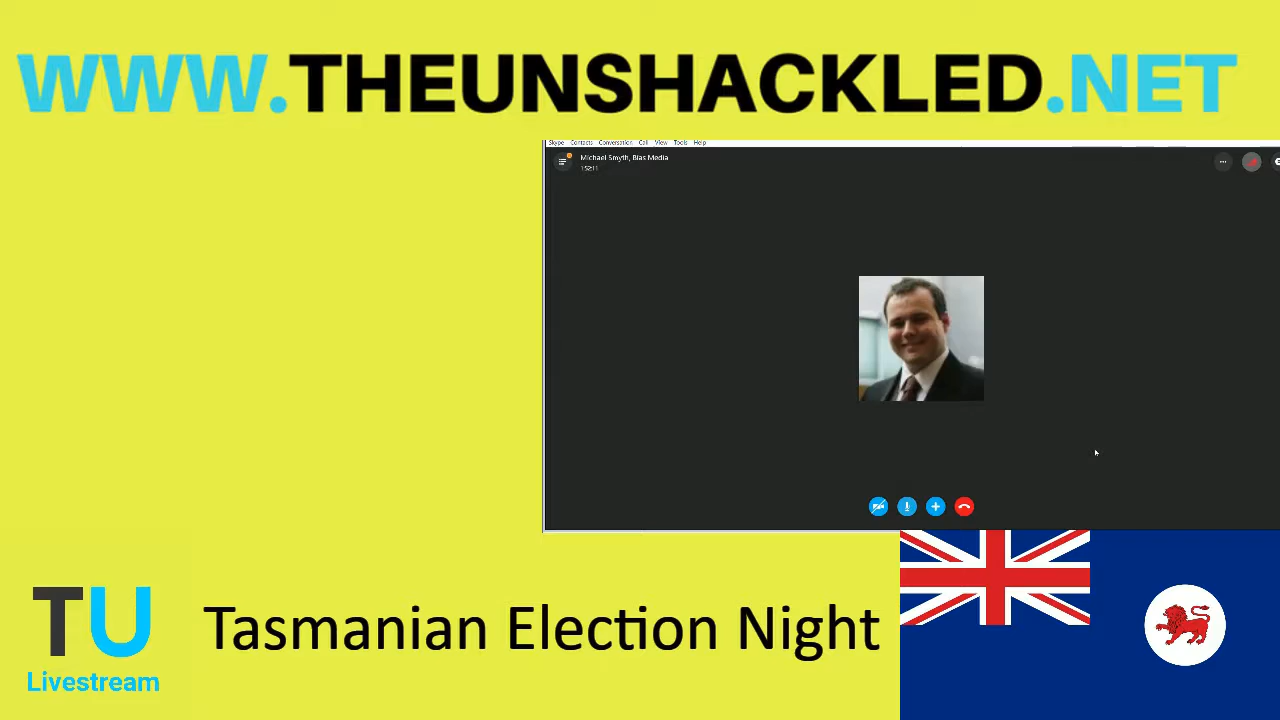 WWW.THEUNSHACKLED.NET
Skype Contacts Conversation Call View Tools Help
Michael Smyth, Bias Media
TU
Livestream
Tasmanian Election Night